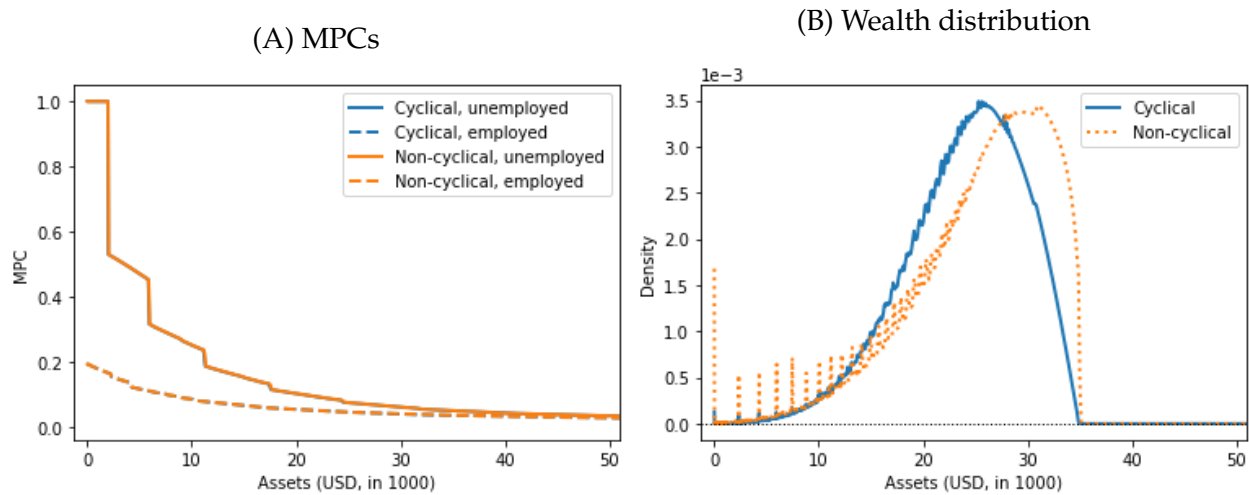 (A) MPCs
1.0
0.8
0.6
0.4
0.2
0.0
MPC
Cyclical, unemployed
Cyclical, employed
Non-cyclical, unemployed
Non-cyclical, employed
0 10 20 30 40 50
Assets (USD, in 1000)
(B) Wealth distribution
1e−3
3.5
3.0
2.5
2.0
1.5
1.0
0.5
0.0
Density
Cyclical
Non-cyclical
0 10 20 30 40 50
Assets (USD, in 1000)